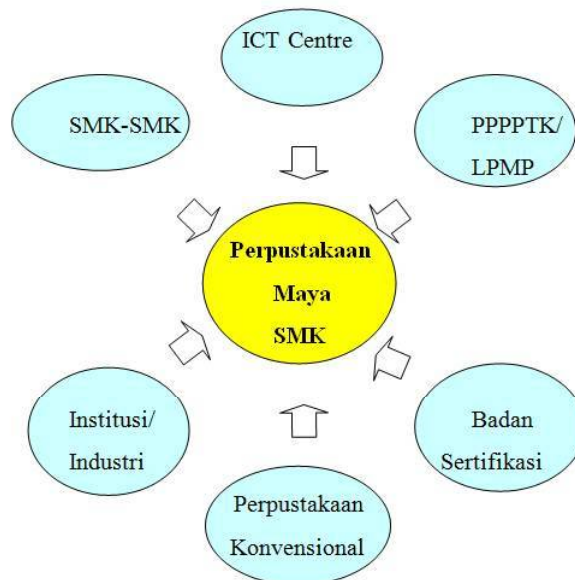 ICT Centre
SMK-SMK
PPPPTK/
LPMP
Perpustakaan
Maya
SMK
Institusi/
Industri
Badan
Sertifikasi
Perpustakaan
Konvensional